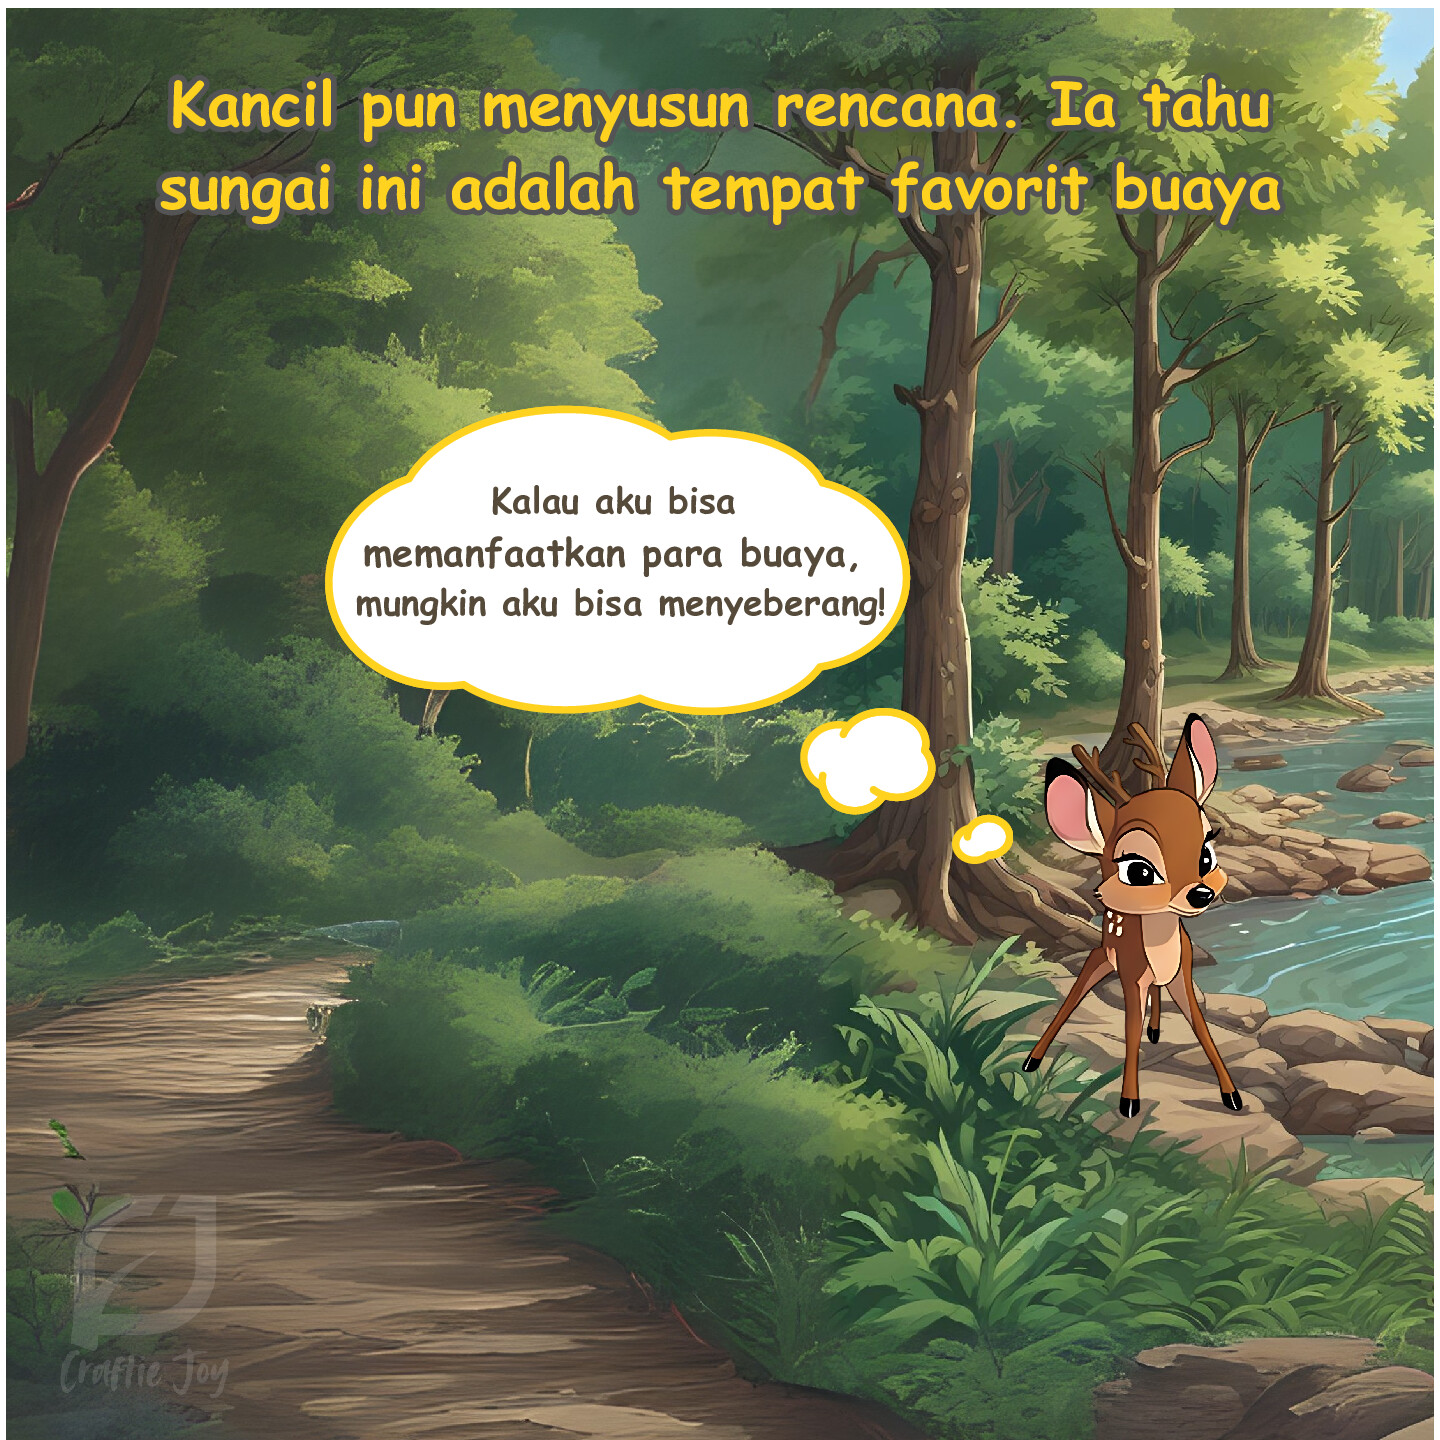 Kancil pun menyusun rencana. Ia tahu
sungai ini adalah tempat favorit buaya
Kalau aku bisa
memanfaatkan para buaya,
mungkin aku bisa menyeberang!
Craftie Joy